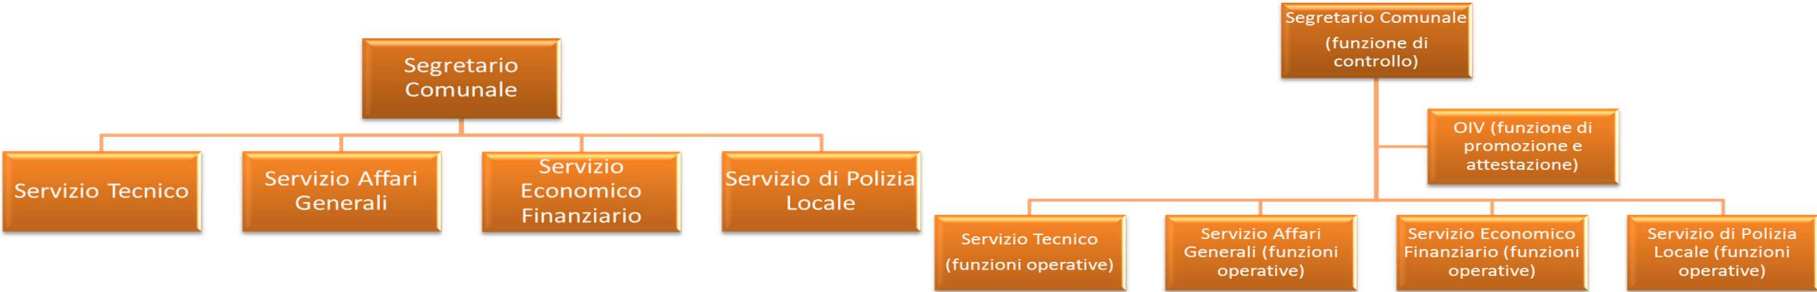 Segretario
Comunale
Servizio Tecnico
Servizio Affari
Generali
Servizio
Economico
Finanziario
Servizio di Polizia
Locale
Segretario Comunale
(funzione di
controllo)
OIV (funzione di
promozione e
attestazione)
Servizio Tecnico
(funzioni operative)
Servizio Affari
Generali (funzioni
operative)
Servizio Economico
Finanziario (funzioni
operative)
Servizio di Polizia
Locale (funzioni
operative)